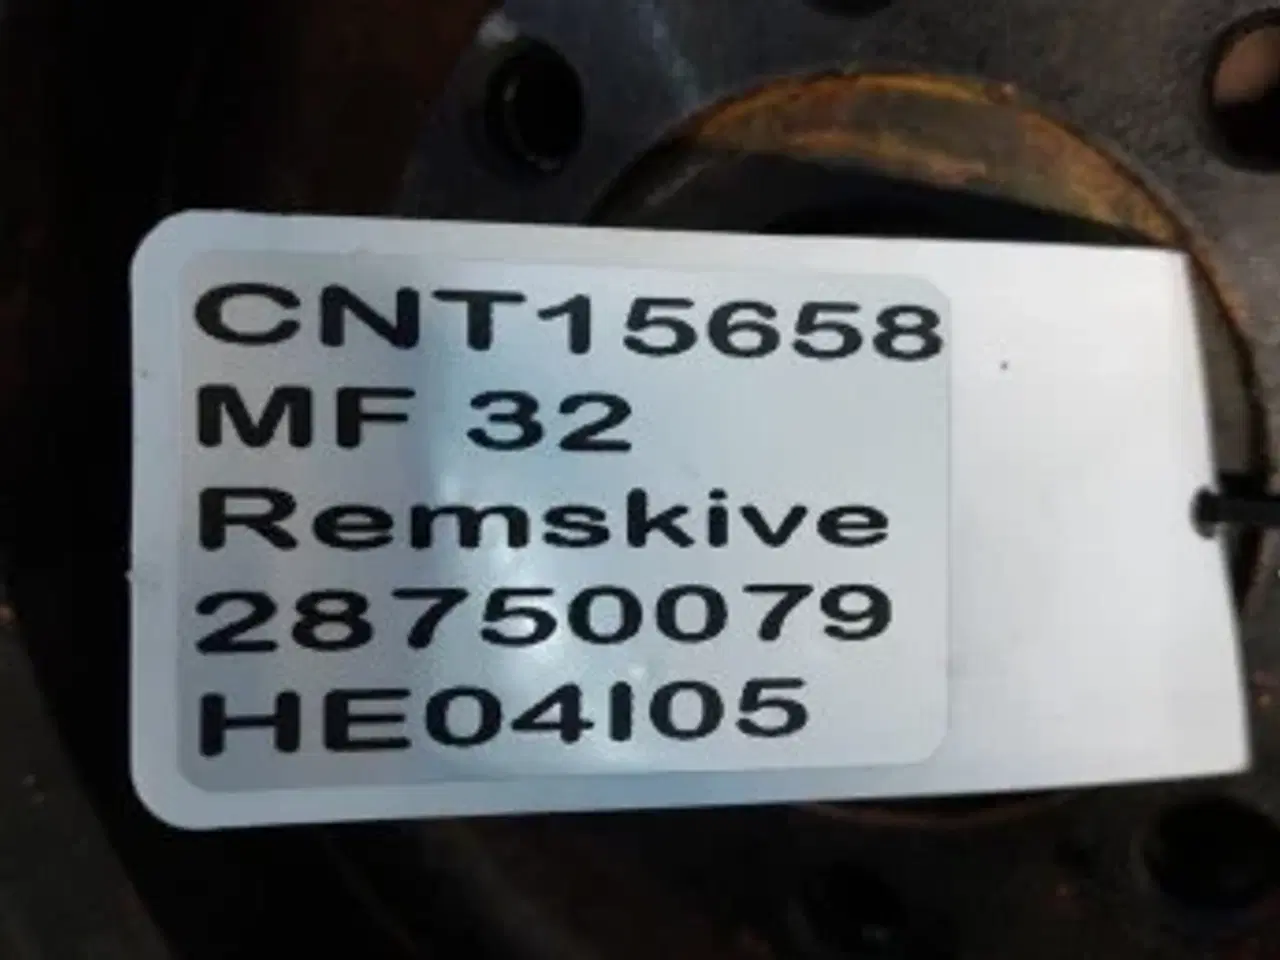 CNT15658
MF 32
Remskive
28750079
HE04I05